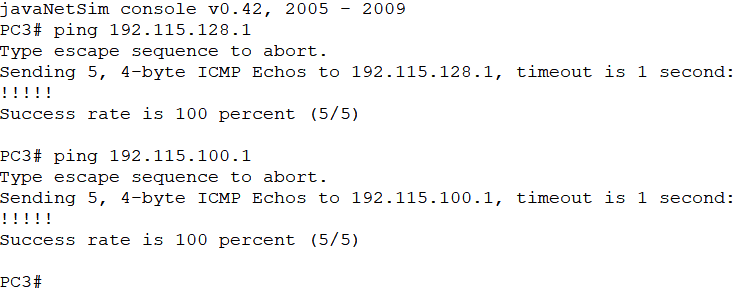 javaNetSim console v0.42, 2005 - 2009
PC3# ping 192.115.128.1
Type escape sequence to abort.
Sending 5, 4-byte ICMP Echos to 192.115.128.1, timeout is 1 second:
!!!!!
Success rate is 100 percent (5/5)
PC3# ping 192.115.100.1
Type escape sequence to abort.
Sending 5, 4-byte ICMP Echos to 192.115.100.1, timeout is 1 second:
!!!!!
Success rate is 100 percent (5/5)
PC3#